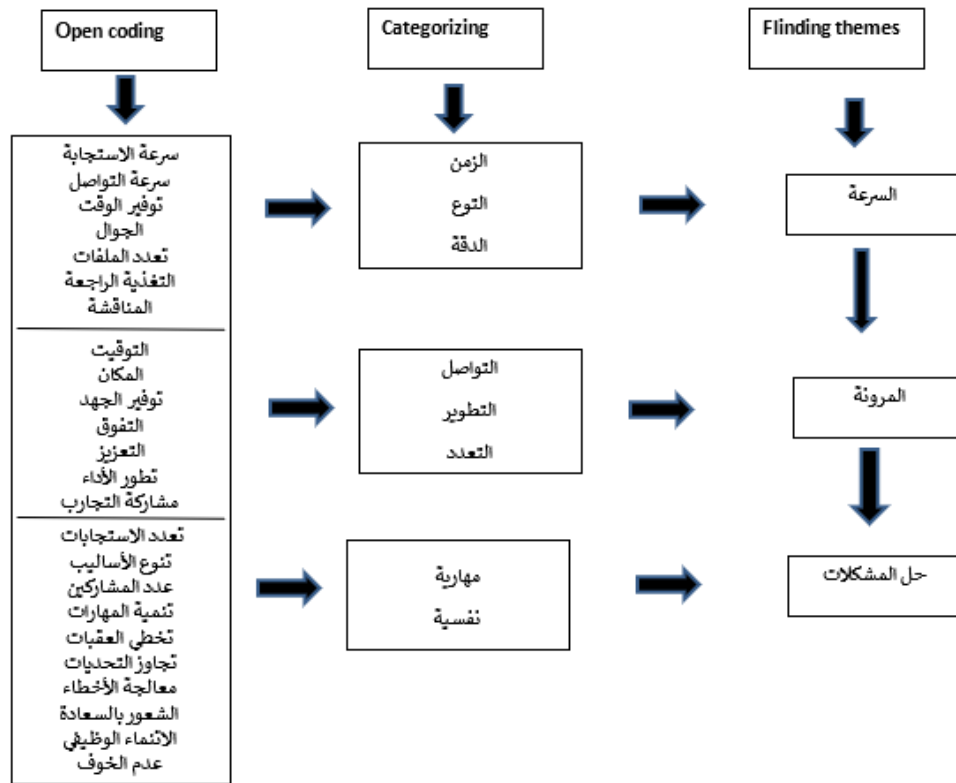 Open coding
Categorizing
Flinding themes
سرعة الاستجابة
سرعة التواصل
توفير الوقت
الجوال
تعدد الملفات
التغذية الراجعة
المناقشة
التوقيت
المكان
توفير الجهد
التفوق
التعزيز
تطور الأداء
مشاركة التجارب
تعدد الاستجابات
تنوع الأساليب
عدد المشاركين
تنمية المهارات
تخطي العقبات
تجاوز التحديات
معالجة الأخطاء
الشعور بالسعادة
الانتماء الوظيفي
عدم الخوف
الزمن
التوع
الدقة
التواصل
التطوير
التعدد
مهارية
نفسية
السرعة
المرونة
حل المشكلات